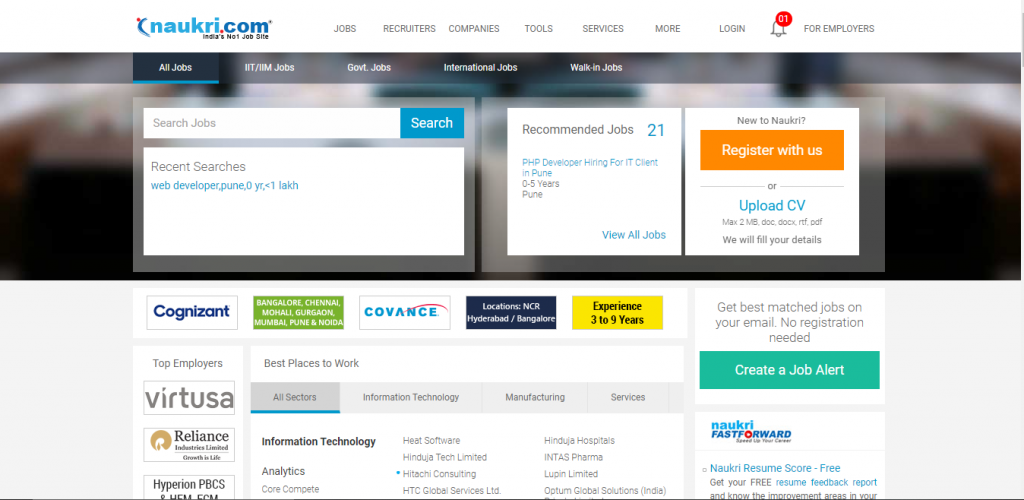 naukri.com
India's No1 Job Site
JOBS
RECRUITERS
COMPANIES
TOOLS
SERVICES
MORE
LOGIN
01
FOR EMPLOYERS
All Jobs
IIT/IIM Jobs
Govt. Jobs
International Jobs
Walk-in Jobs
Search Jobs
Search
Recent Searches
web developer,pune,0 yr,<1 lakh
Recommended Jobs 21
PHP Developer Hiring For IT Client
in Pune
0-5 Years
Pune
View All Jobs
New to Naukri?
Register with us
or
Upload CV
Max 2 MB, doc, docx, rtf, pdf
We will fill your details
Cognizant
BANGALORE, CHENNAI,
MOHALI, GURGAON,
MUMBAI, PUNE & NOIDA
COVANCE
Locations: NCR
Hyderabad / Bangalore
Experience
3 to 9 Years
Get best matched jobs on
your email. No registration
needed
Create a Job Alert
Top Employers
virtusa
Reliance
Industries Limited
Growth is Life
Hyperion PBCS
& HFM, FCM
Best Places to Work
All Sectors
Information Technology
Manufacturing
Services
Information Technology
Analytics
Core Compete
Heat Software
Hinduja Tech Limited
Hitachi Consulting
HTC Global Services Ltd.
Hinduja Hospitals
INTAS Pharma
Lupin Limited
Optum Global Solutions (India)
naukri
FASTFORWARD
Speed Up Your Career
Naukri Resume Score - Free
Get your FREE resume feedback report
and know the improvement areas in your